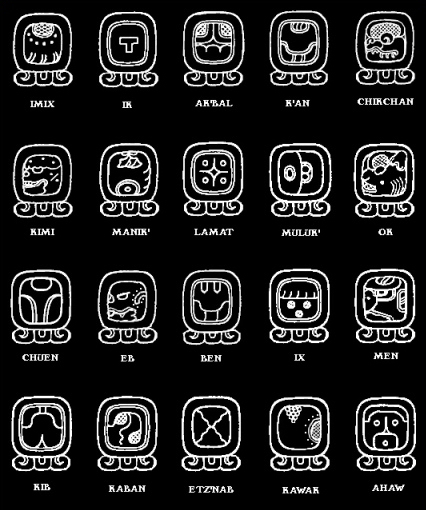 IMIX IK AK'BAL K'AN CHIKCHAN
KIMI MANIK' LAMAT MULUK' OK
CHUEN EB BEN IX MEN
KIB KABAN ETZ'NAB KAWAK AHAW